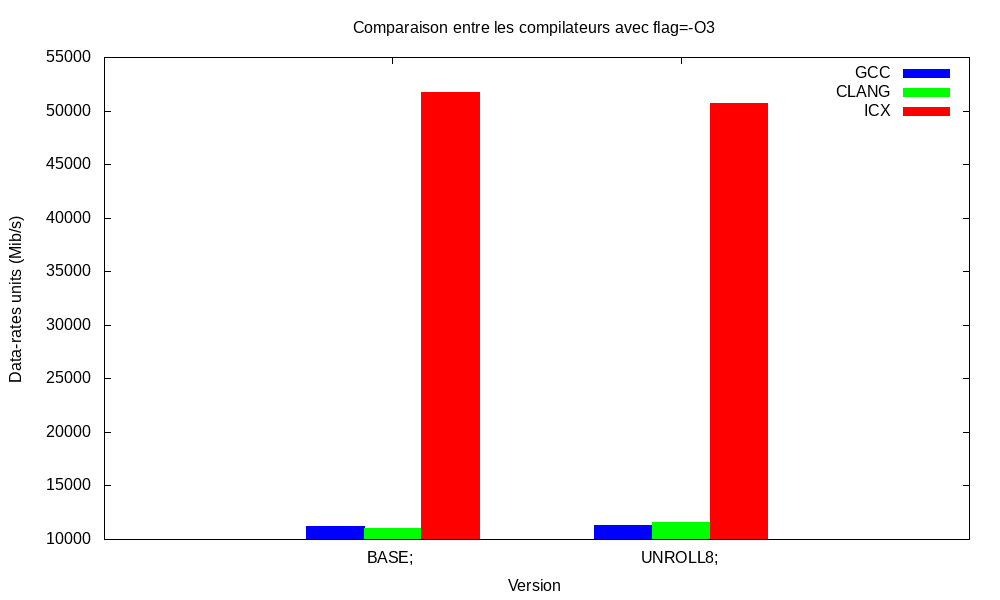 Comparaison entre les compilateurs avec flag=-O3
55000
50000
45000
40000
35000
30000
25000
20000
15000
10000
Data-rates units (Mib/s)
GCC
CLANG
ICX
BASE;
UNROLL8;
Version